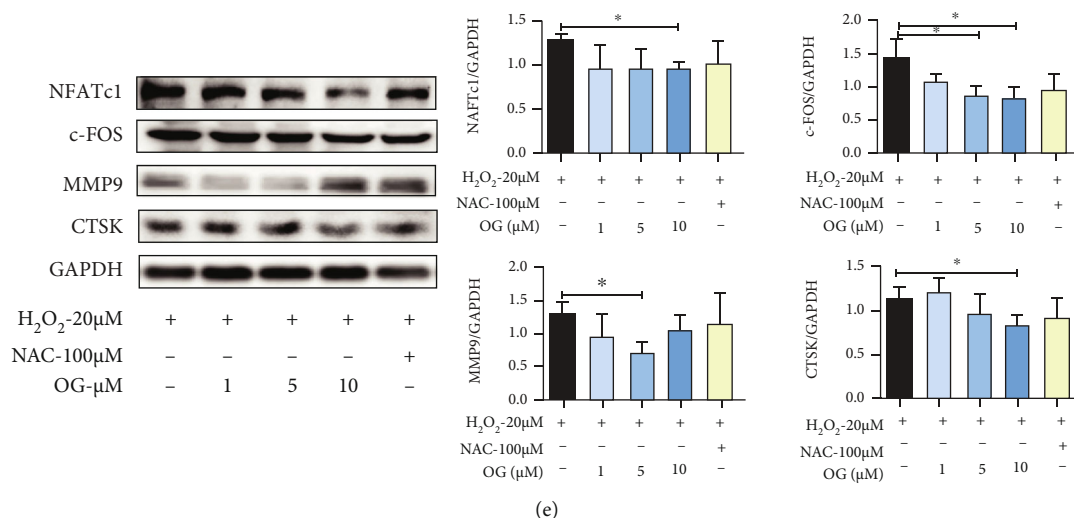 NFATc1
c-FOS
MMP9
CTSK
GAPDH
H₂O₂-20μM + + + + +
NAC-100μM – – – – +
OG-μM – 1 5 10 –
NAFTc1/GAPDH
1.5
1.0
0.5
0.0
*
H₂O₂-20μM + + + + +
NAC-100μM – – – – +
OG (μM) – 1 5 10 –
c-FOS/GAPDH
2.0
1.5
1.0
0.5
0.0
*
*
H₂O₂-20μM + + + + +
NAC-100μM – – – – +
OG (μM) – 1 5 10 –
MMP9/GAPDH
2.0
1.5
1.0
0.5
0.0
*
H₂O₂-20μM + + + + +
NAC-100μM – – – – +
OG (μM) – 1 5 10 –
CTSK/GAPDH
1.5
1.0
0.5
0.0
*
H₂O₂-20μM + + + + +
NAC-100μM – – – – +
OG (μM) – 1 5 10 –
(e)